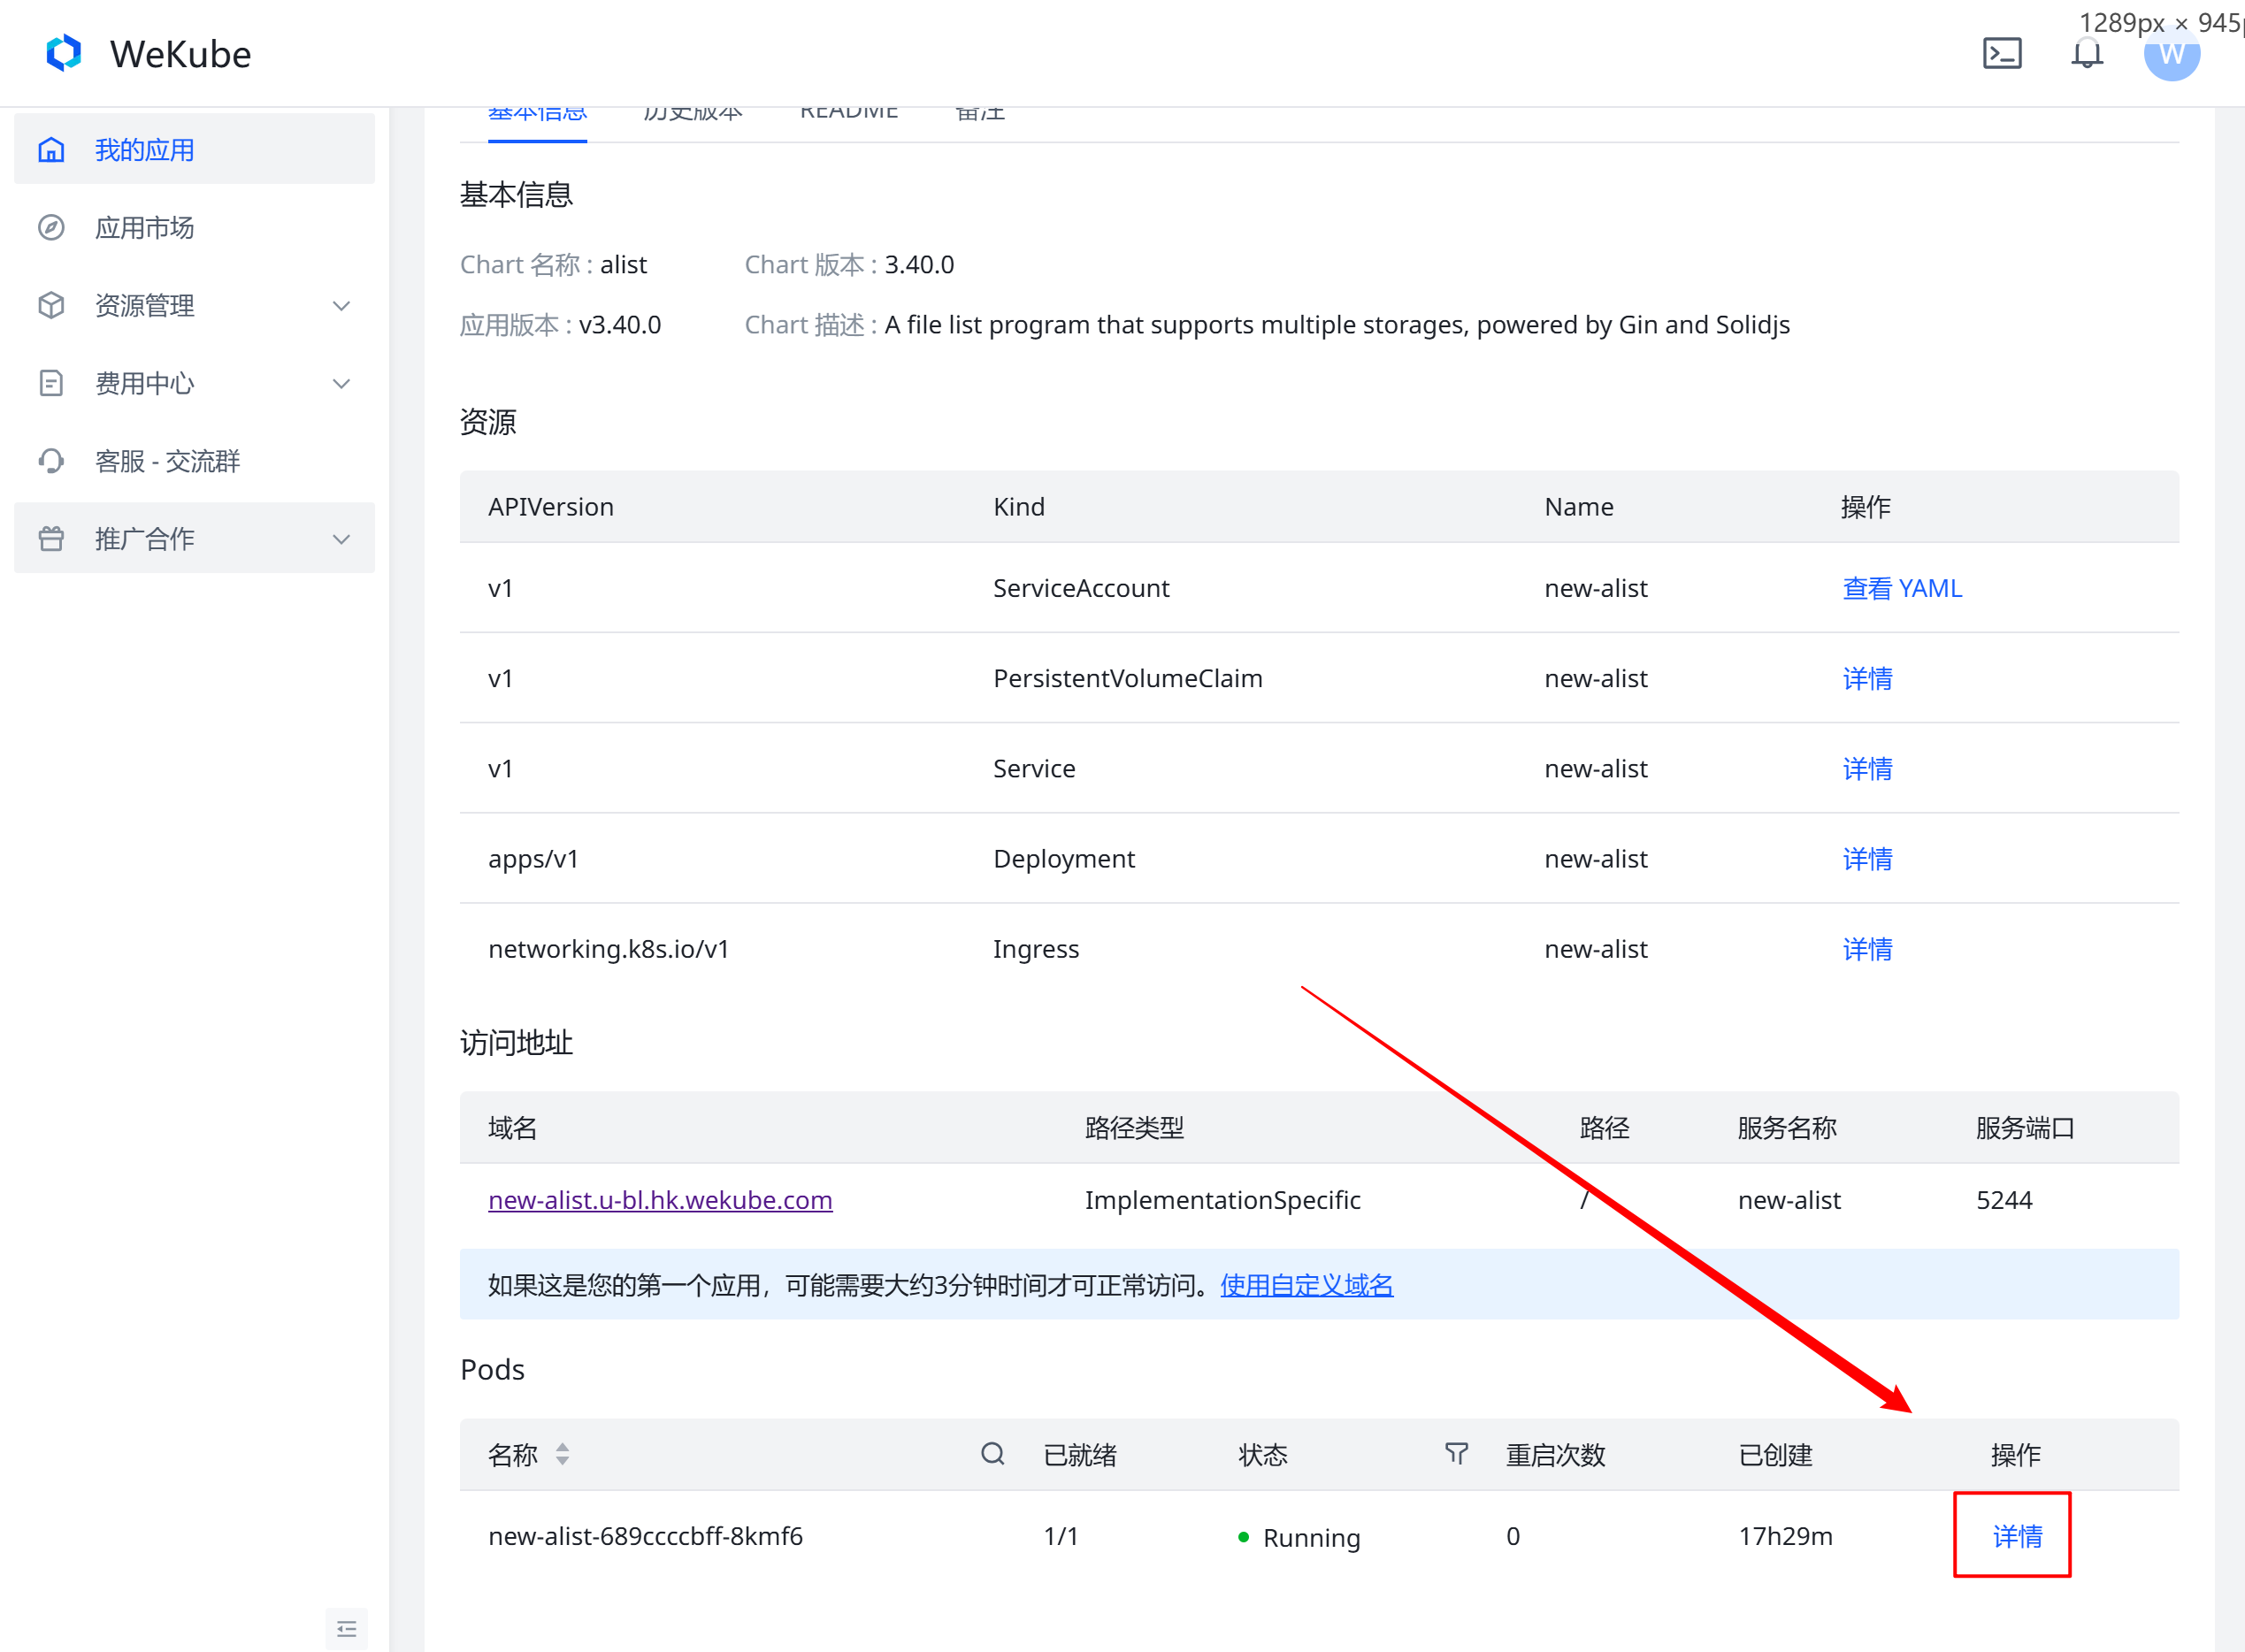 1289px × 945p
WeKube
W
我的应用
应用市场
资源管理
费用中心
客服 - 交流群
推广合作
基本信息 历史版本 README 备注
基本信息
Chart 名称 : alist Chart 版本 : 3.40.0
应用版本 : v3.40.0 Chart 描述 : A file list program that supports multiple storages, powered by Gin and Solidjs
资源
APIVersion Kind Name 操作
v1 ServiceAccount new-alist 查看 YAML
v1 PersistentVolumeClaim new-alist 详情
v1 Service new-alist 详情
apps/v1 Deployment new-alist 详情
networking.k8s.io/v1 Ingress new-alist 详情
访问地址
域名 路径类型 路径 服务名称 服务端口
new-alist.u-bl.hk.wekube.com ImplementationSpecific / new-alist 5244
如果这是您的第一个应用，可能需要大约3分钟时间才可正常访问。使用自定义域名
Pods
名称 已就绪 状态 重启次数 已创建 操作
new-alist-689ccccbff-8kmf6 1/1 Running 0 17h29m 详情